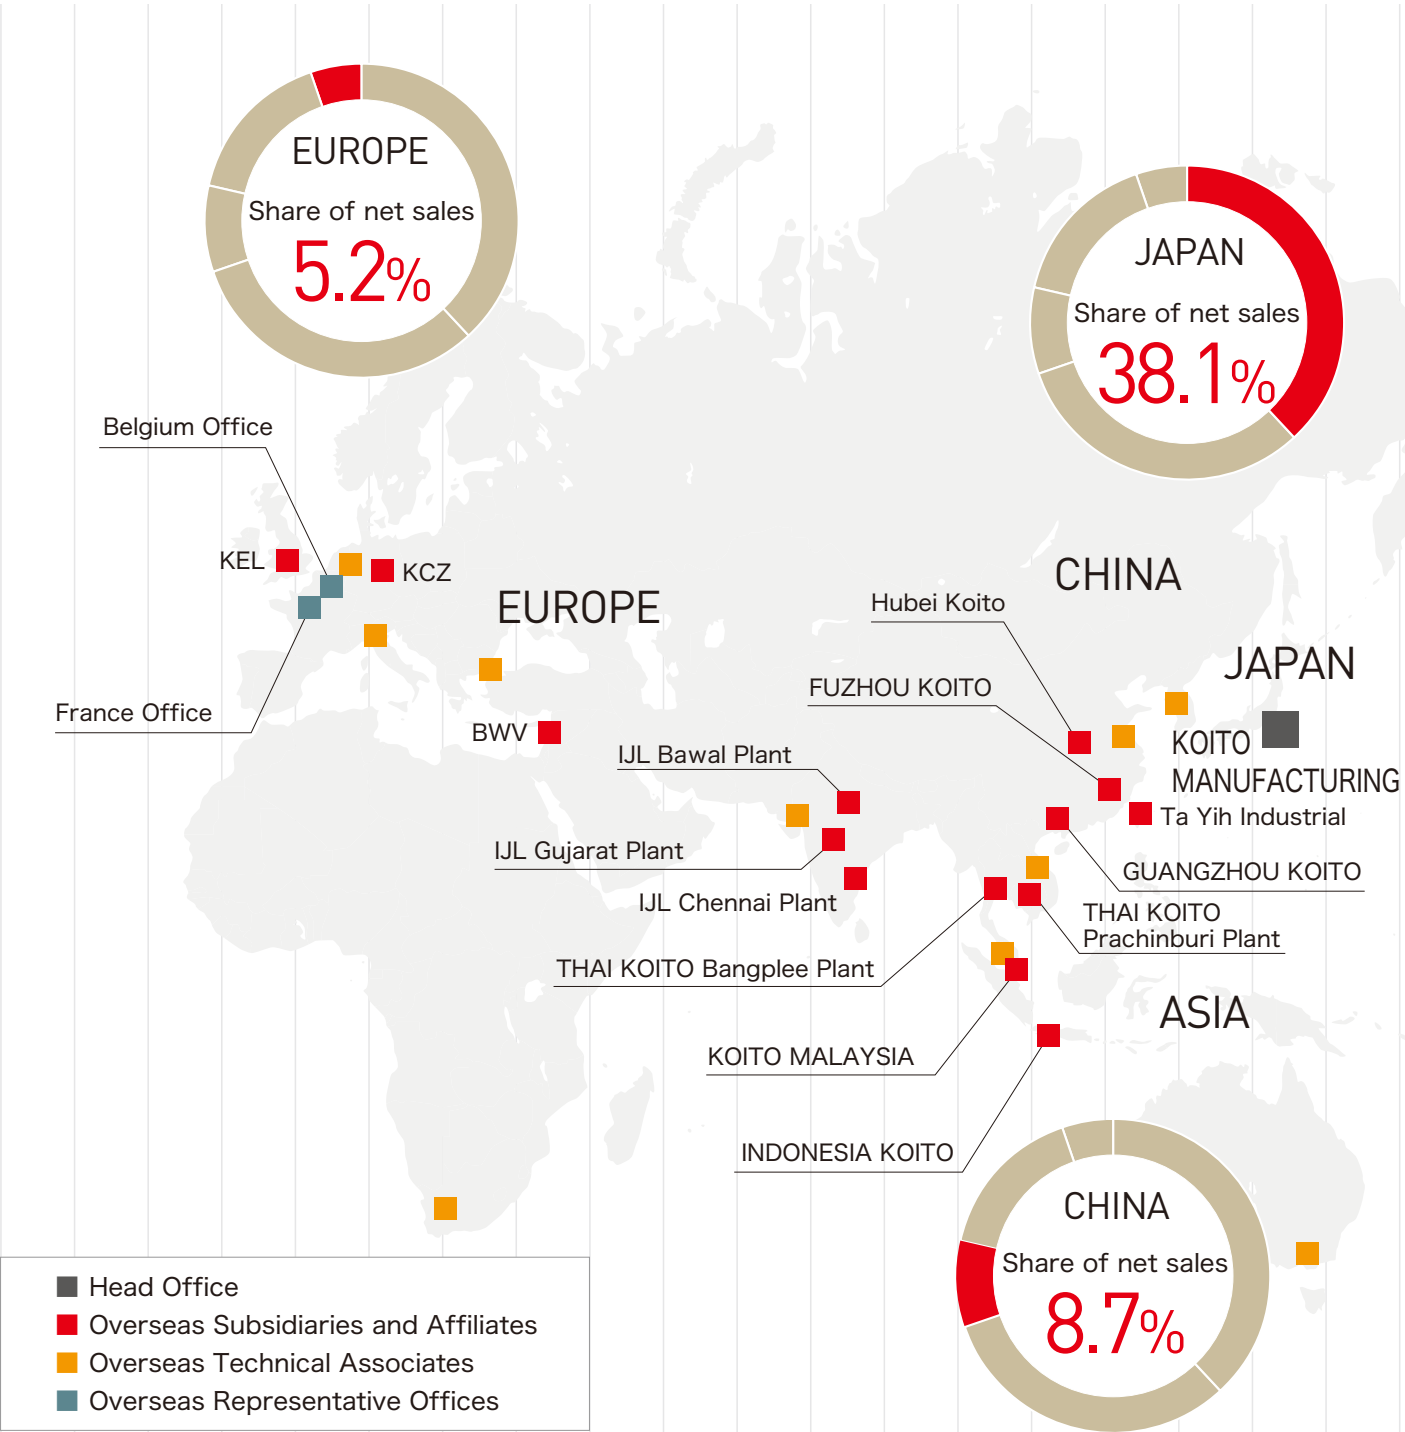 EUROPE
Share of net sales
5.2%
JAPAN
Share of net sales
38.1%
Belgium Office
KEL
KCZ
EUROPE
CHINA
Hubei Koito
JAPAN
FUZHOU KOITO
France Office
BWV
IJL Bawal Plant
KOITO
MANUFACTURING
Ta Yih Industrial
IJL Gujarat Plant
GUANGZHOU KOITO
IJL Chennai Plant
THAI KOITO
Prachinburi Plant
THAI KOITO Bangplee Plant
ASIA
KOITO MALAYSIA
INDONESIA KOITO
CHINA
Share of net sales
8.7%
Head Office
Overseas Subsidiaries and Affiliates
Overseas Technical Associates
Overseas Representative Offices